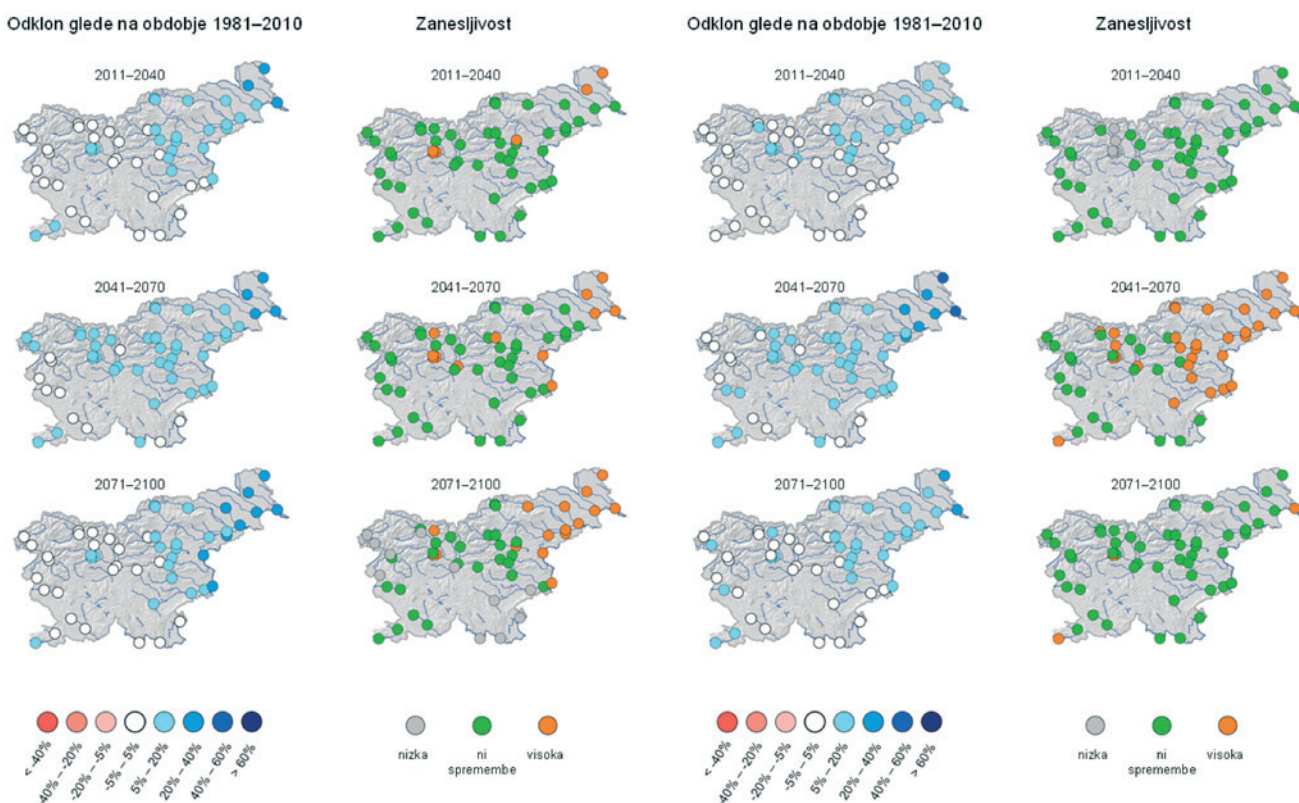 Odklon glede na obdobje 1981–2010
Zanesljivost
Odklon glede na obdobje 1981–2010
Zanesljivost
2011–2040
2011–2040
2011–2040
2011–2040
2041–2070
2041–2070
2041–2070
2041–2070
2071–2100
2071–2100
2071–2100
2071–2100
< -40%
40% – -20%
-20% – -5%
-5% – 5%
5% – 20%
20% – 40%
40% – 60%
> 60%
nizka
ni spremembe
visoka
< -40%
40% – -20%
-20% – -5%
-5% – 5%
5% – 20%
20% – 40%
40% – 60%
> 60%
nizka
ni spremembe
visoka